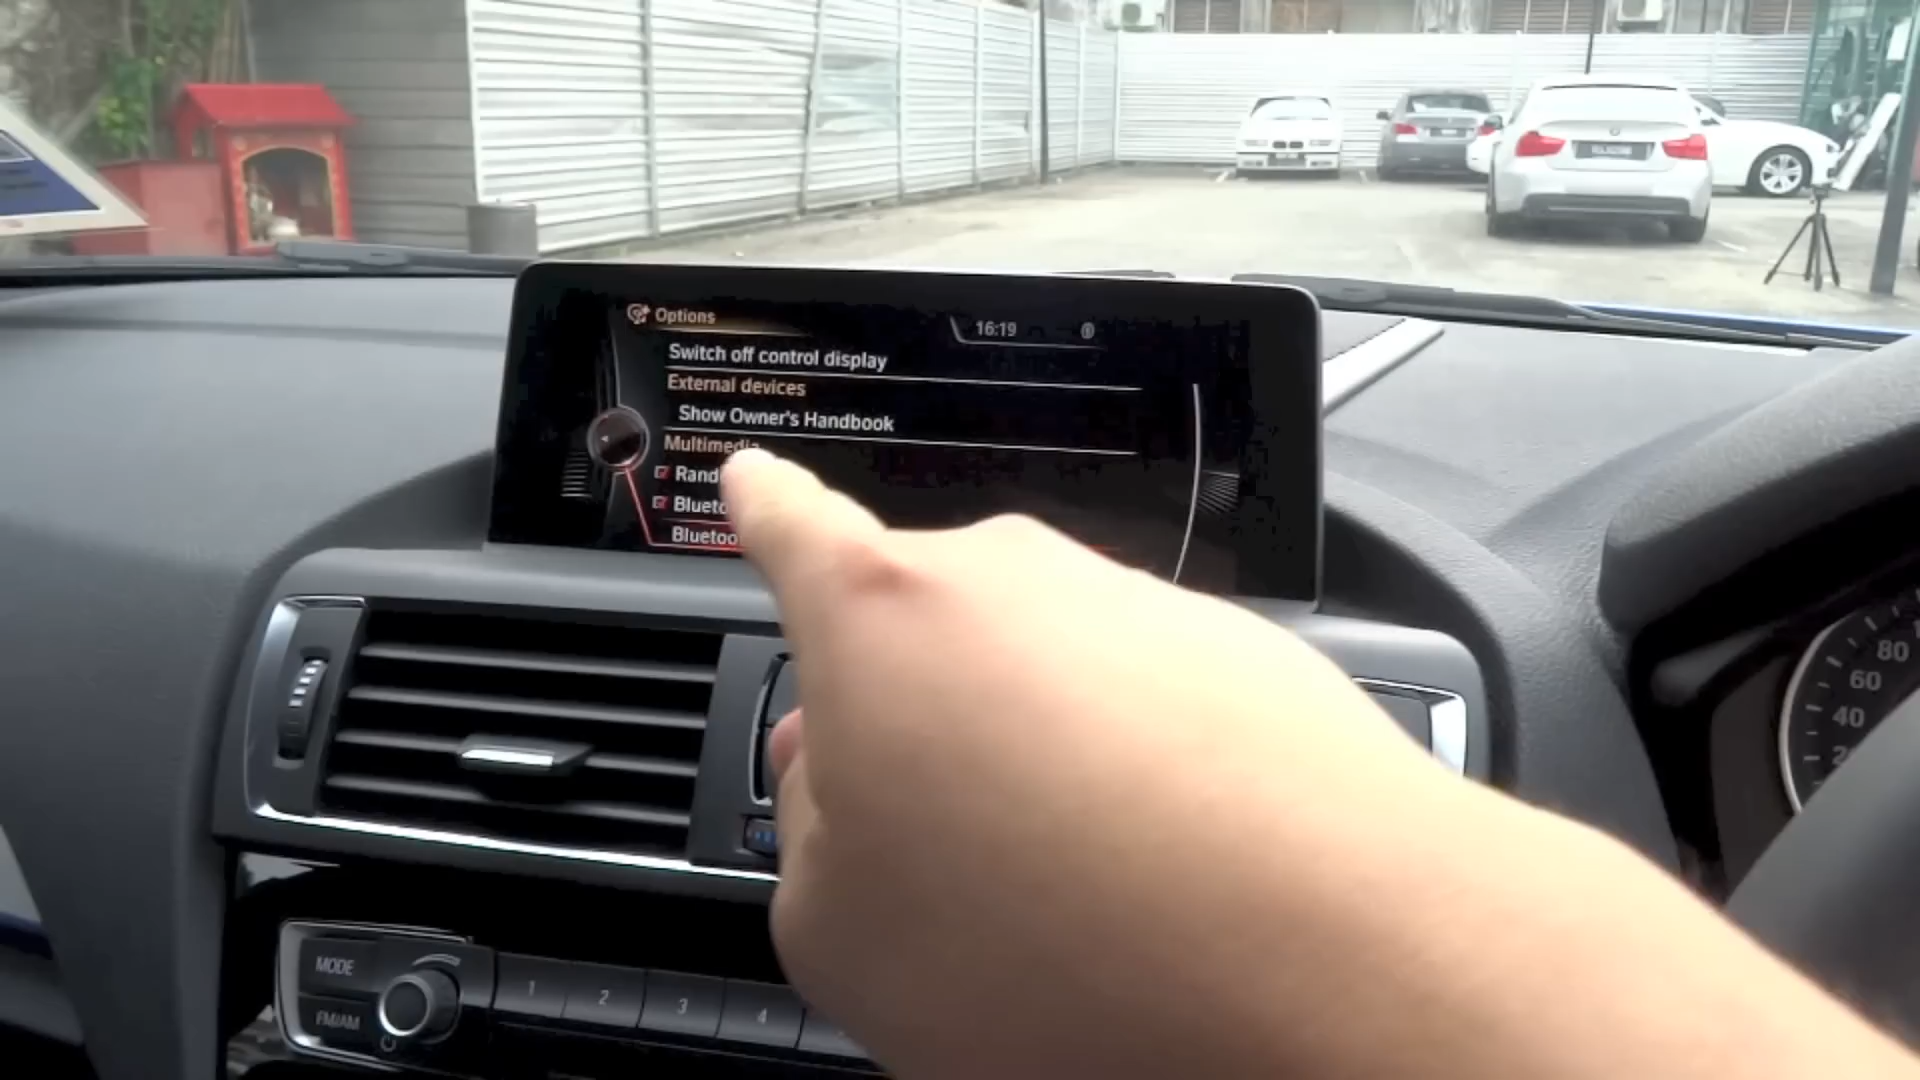 Options
16:19
Switch off control display
External devices
Show Owner's Handbook
Multimedia
80
60
40
MODE
FM/AM
1
2
3
4